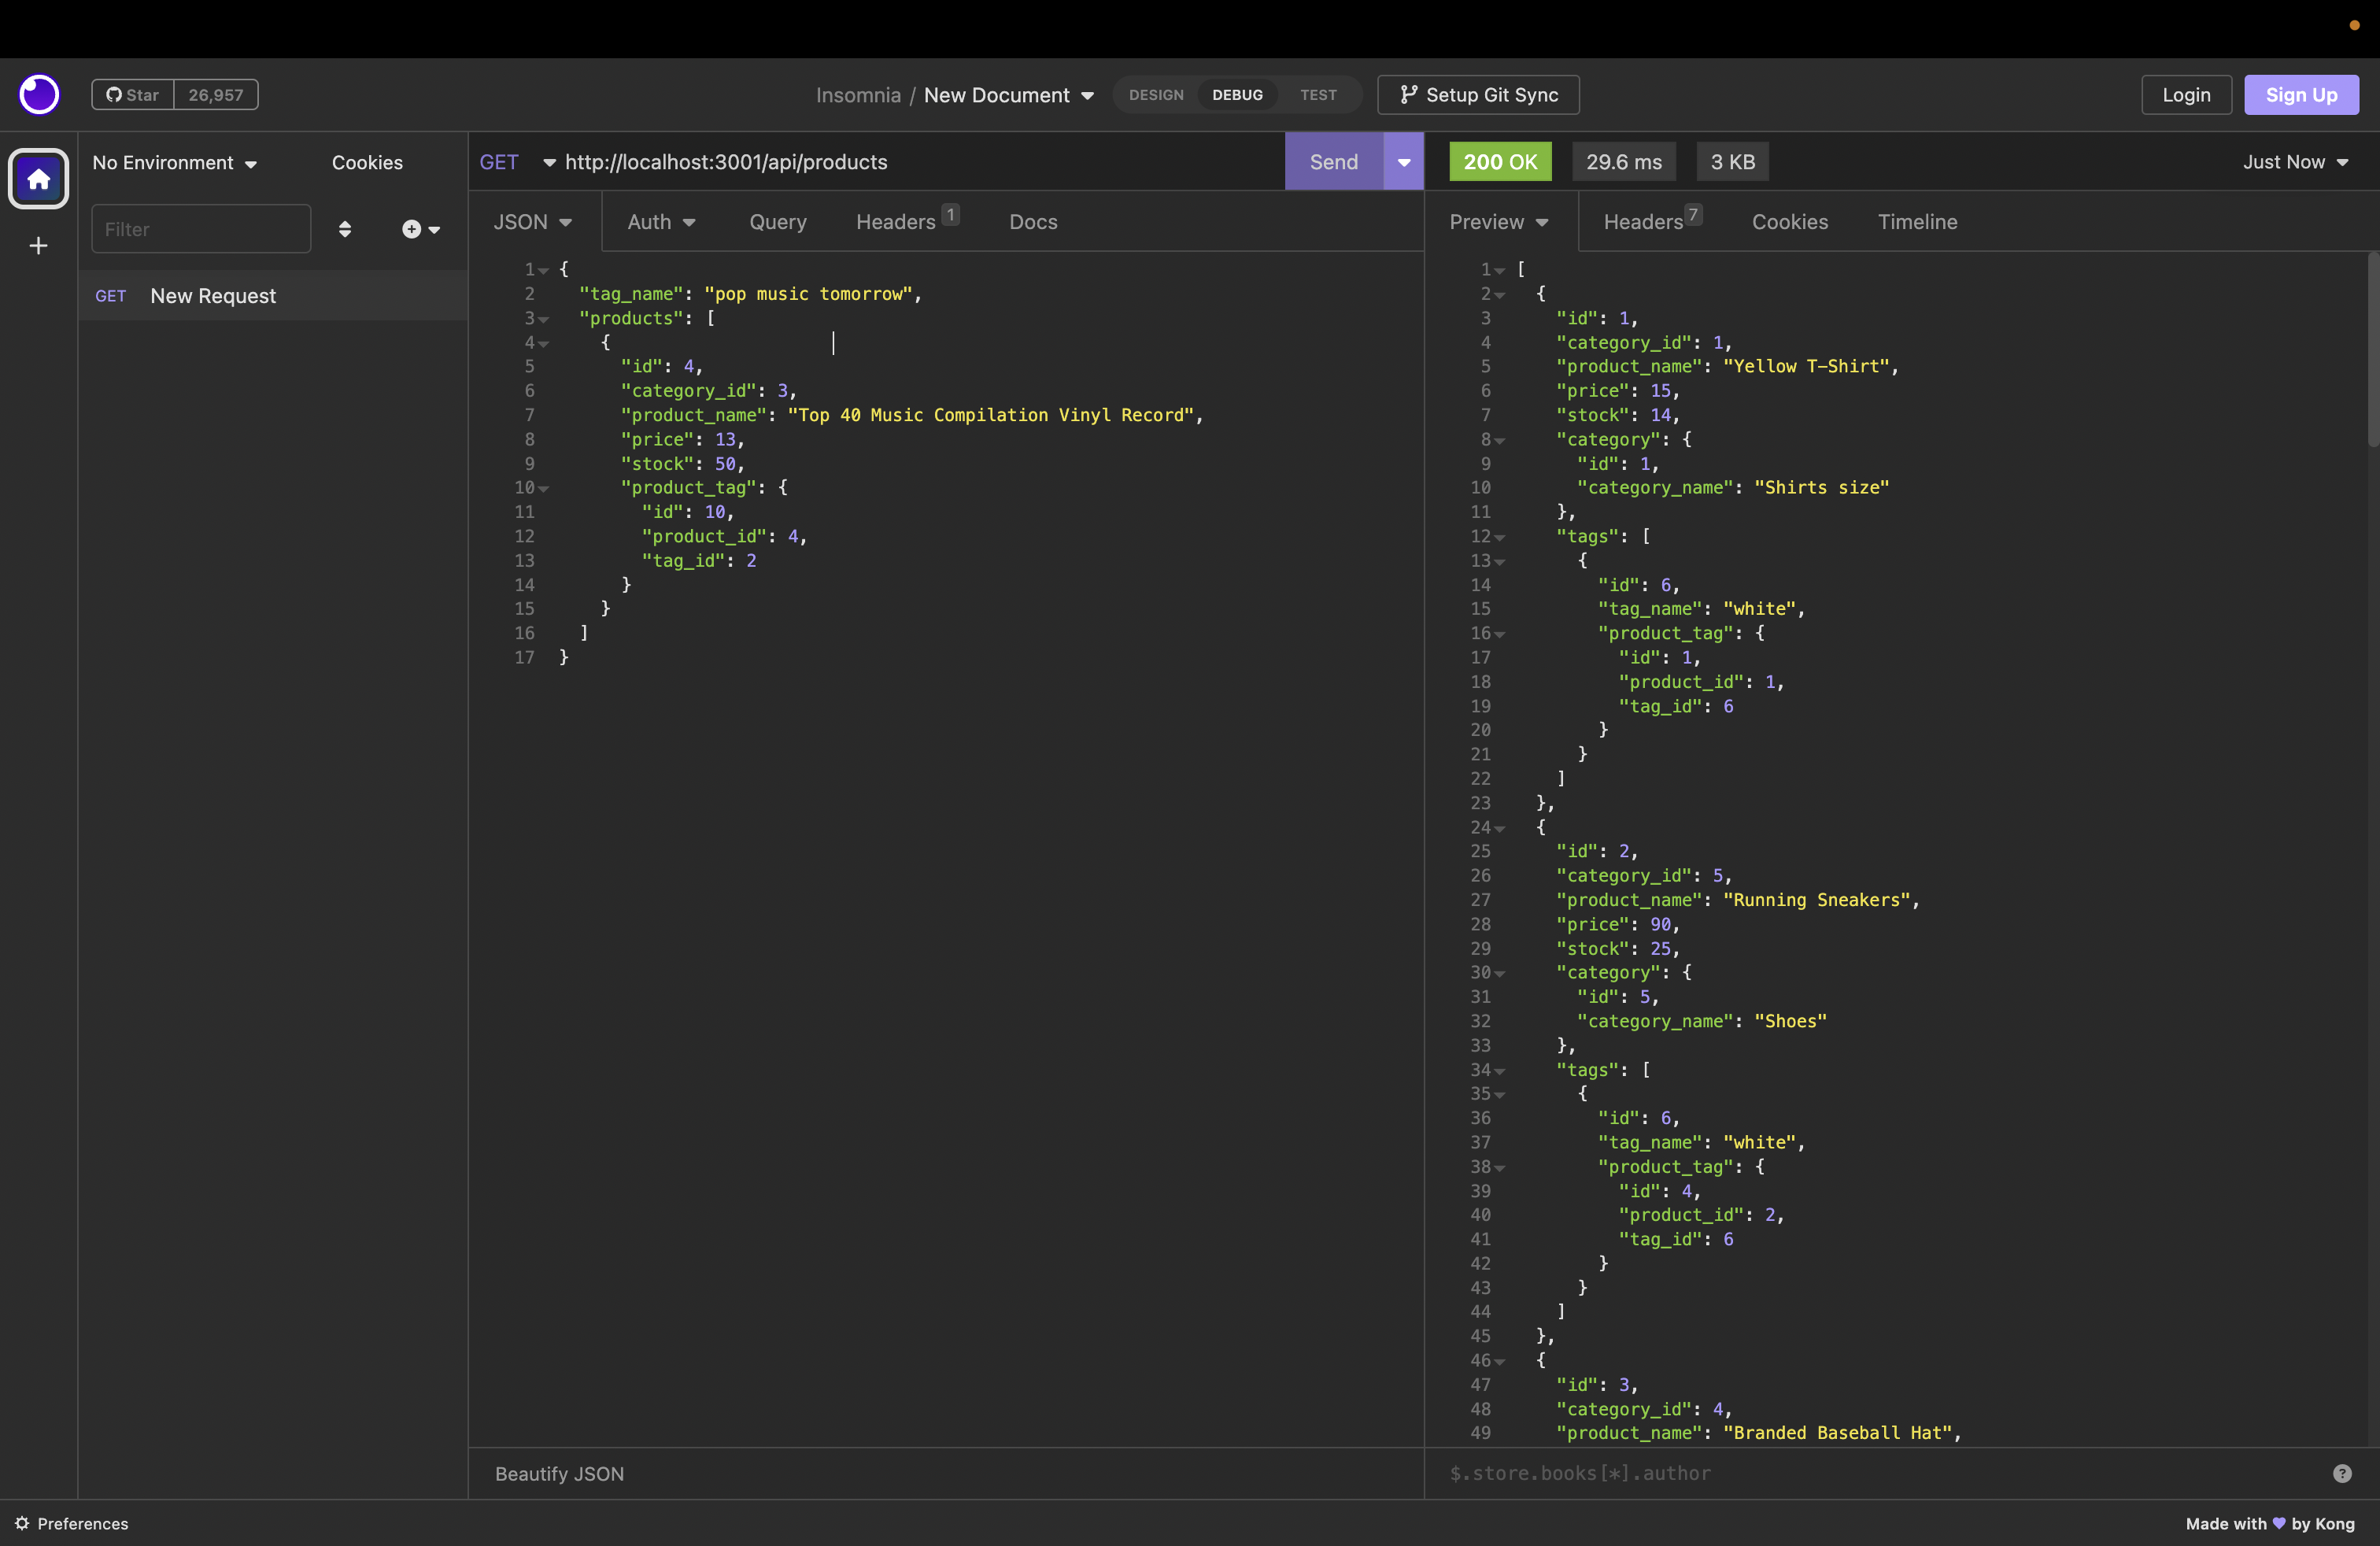 Star 26,957
Insomnia / New Document
DESIGN DEBUG TEST
Setup Git Sync
Login
Sign Up
No Environment
Cookies
Filter
GET New Request
GET http://localhost:3001/api/products
Send
JSON Auth Query Headers 1 Docs
1 {
2 "tag_name": "pop music tomorrow",
3 "products": [
4 {
5 "id": 4,
6 "category_id": 3,
7 "product_name": "Top 40 Music Compilation Vinyl Record",
8 "price": 13,
9 "stock": 50,
10 "product_tag": {
11 "id": 10,
12 "product_id": 4,
13 "tag_id": 2
14 }
15 }
16 ]
17 }
Beautify JSON
200 OK 29.6 ms 3 KB Just Now
Preview Headers 7 Cookies Timeline
1 [
2 {
3 "id": 1,
4 "category_id": 1,
5 "product_name": "Yellow T-Shirt",
6 "price": 15,
7 "stock": 14,
8 "category": {
9 "id": 1,
10 "category_name": "Shirts size"
11 },
12 "tags": [
13 {
14 "id": 6,
15 "tag_name": "white",
16 "product_tag": {
17 "id": 1,
18 "product_id": 1,
19 "tag_id": 6
20 }
21 }
22 ]
23 },
24 {
25 "id": 2,
26 "category_id": 5,
27 "product_name": "Running Sneakers",
28 "price": 90,
29 "stock": 25,
30 "category": {
31 "id": 5,
32 "category_name": "Shoes"
33 },
34 "tags": [
35 {
36 "id": 6,
37 "tag_name": "white",
38 "product_tag": {
39 "id": 4,
40 "product_id": 2,
41 "tag_id": 6
42 }
43 }
44 ]
45 },
46 {
47 "id": 3,
48 "category_id": 4,
49 "product_name": "Branded Baseball Hat",
$.store.books[*].author
Preferences
Made with 💜 by Kong